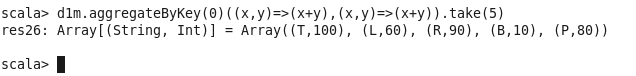 scala> d1m.aggregateByKey(0)((x,y)=>(x+y),(x,y)=>(x+y)).take(5)
res26: Array[(String, Int)] = Array((T,100), (L,60), (R,90), (B,10), (P,80))
scala>